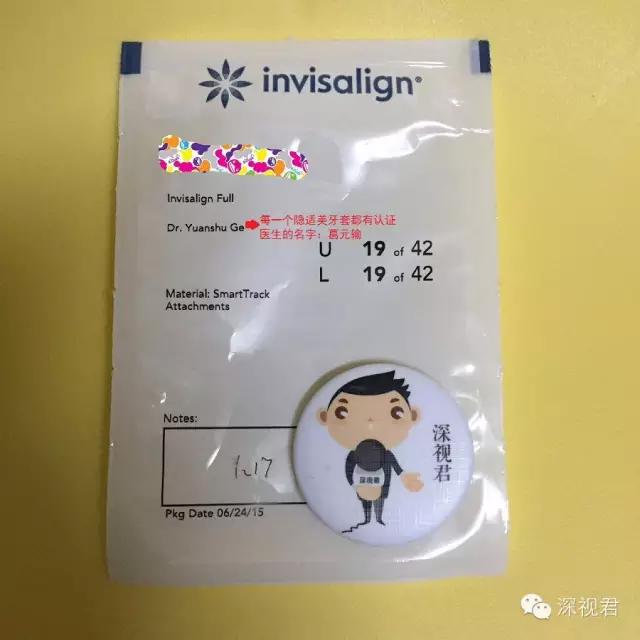 invisalign®
Invisalign Full
Dr. Yuanshu Ge
每一个隐适美牙套都有认证
医生的名字：葛元输
U 19 of 42
L 19 of 42
Material: SmartTrack
Attachments
Notes:
12.17
Pkg Date 06/24/15
深视君
深视君
深视君